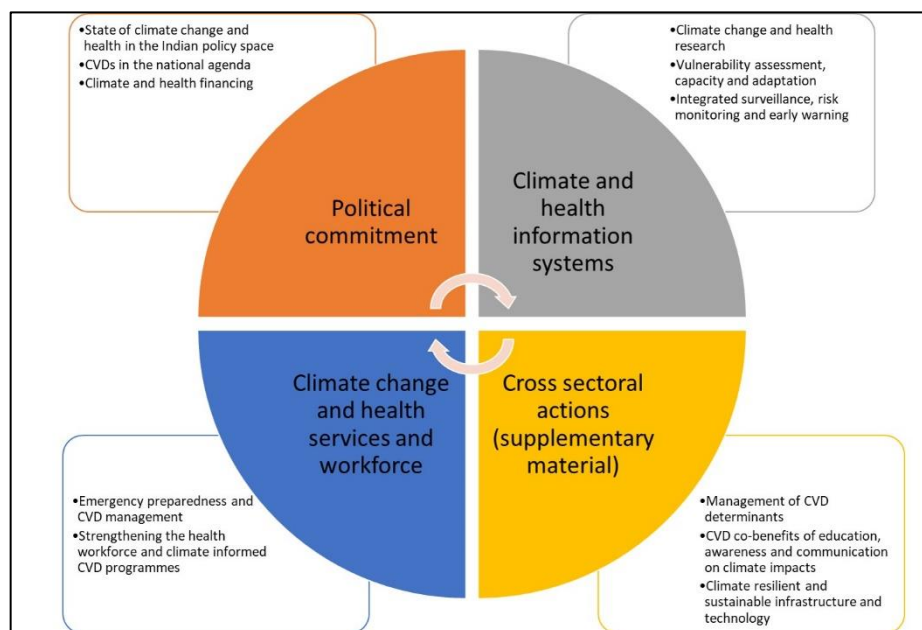 •State of climate change and
health in the Indian policy space
•CVDs in the national agenda
•Climate and health financing
•Climate change and health
research
•Vulnerability assessment,
capacity and adaptation
•Integrated surveillance, risk
monitoring and early warning
Political
commitment
Climate and
health
information
systems
Climate change
and health
services and
workforce
Cross sectoral
actions
(supplementary
material)
•Emergency preparedness and
CVD management
•Strengthening the health
workforce and climate informed
CVD programmes
•Management of CVD
determinants
•CVD co-benefits of education,
awareness and communication
on climate impacts
•Climate resilient and
sustainable infrastructure and
technology